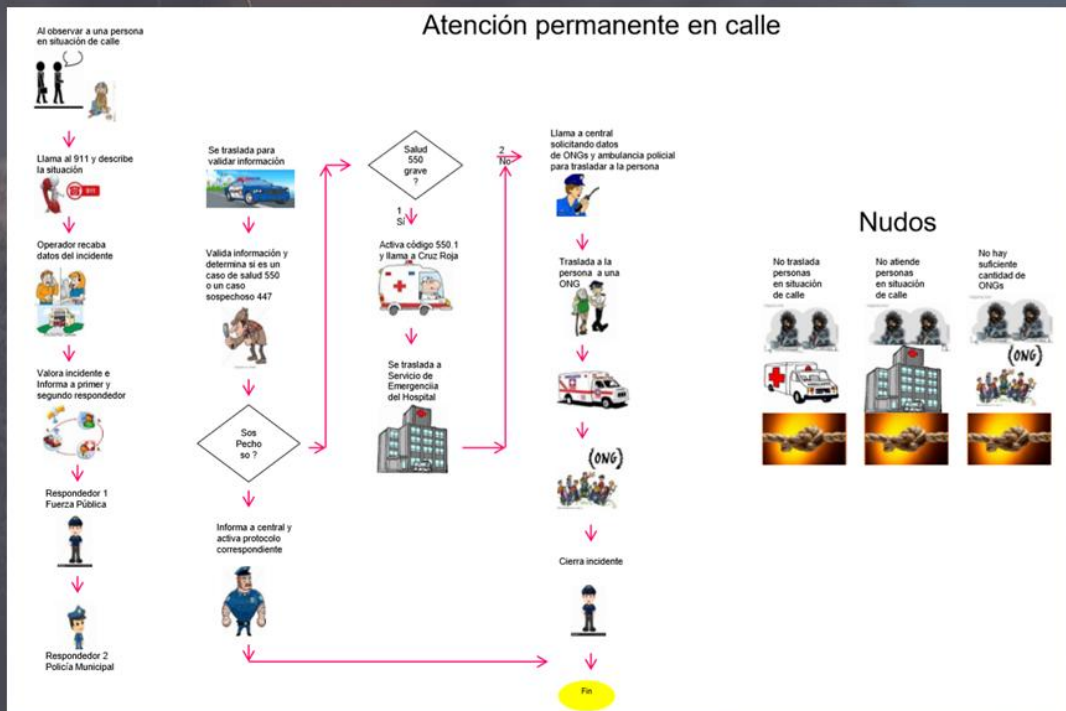 Atención permanente en calle
Al observar a una persona
en situación de calle
Llama al 911 y describe
la situación
911
Operador recaba
datos del incidente
Valora incidente e
Informa a primer y
segundo respondedor
Respondedor 1
Fuerza Pública
Respondedor 2
Policía Municipal
Se traslada para
validar información
Valida información y
determina si es un
caso de salud 550
o un caso
sospechoso 447
Sos
Pecho
so ?
Informa a central y
activa protocolo
correspondiente
Salud
550
grave
?
1
Sí
2
No
Activa código 550.1
y llama a Cruz Roja
Se traslada a
Servicio de
Emergenciia
del Hospital
Llama a central
solicitando datos
de ONGs y ambulancia policial
para trasladar a la persona
Traslada a la
persona a una
ONG
(ONG)
Cierra incidente
Fin
Nudos
No traslada
personas
en situación
de calle
No atiende
personas
en situación
de calle
No hay
suficiente
cantidad de
ONGs
(ONG)